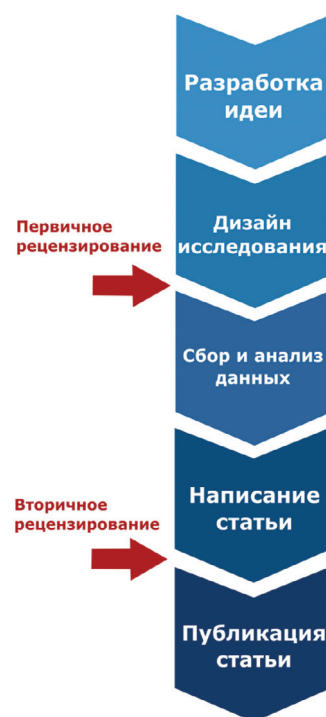 Разработка
идеи
Первичное
рецензирование
Дизайн
исследования
Сбор и анализ
данных
Вторичное
рецензирование
Написание
статьи
Публикация
статьи